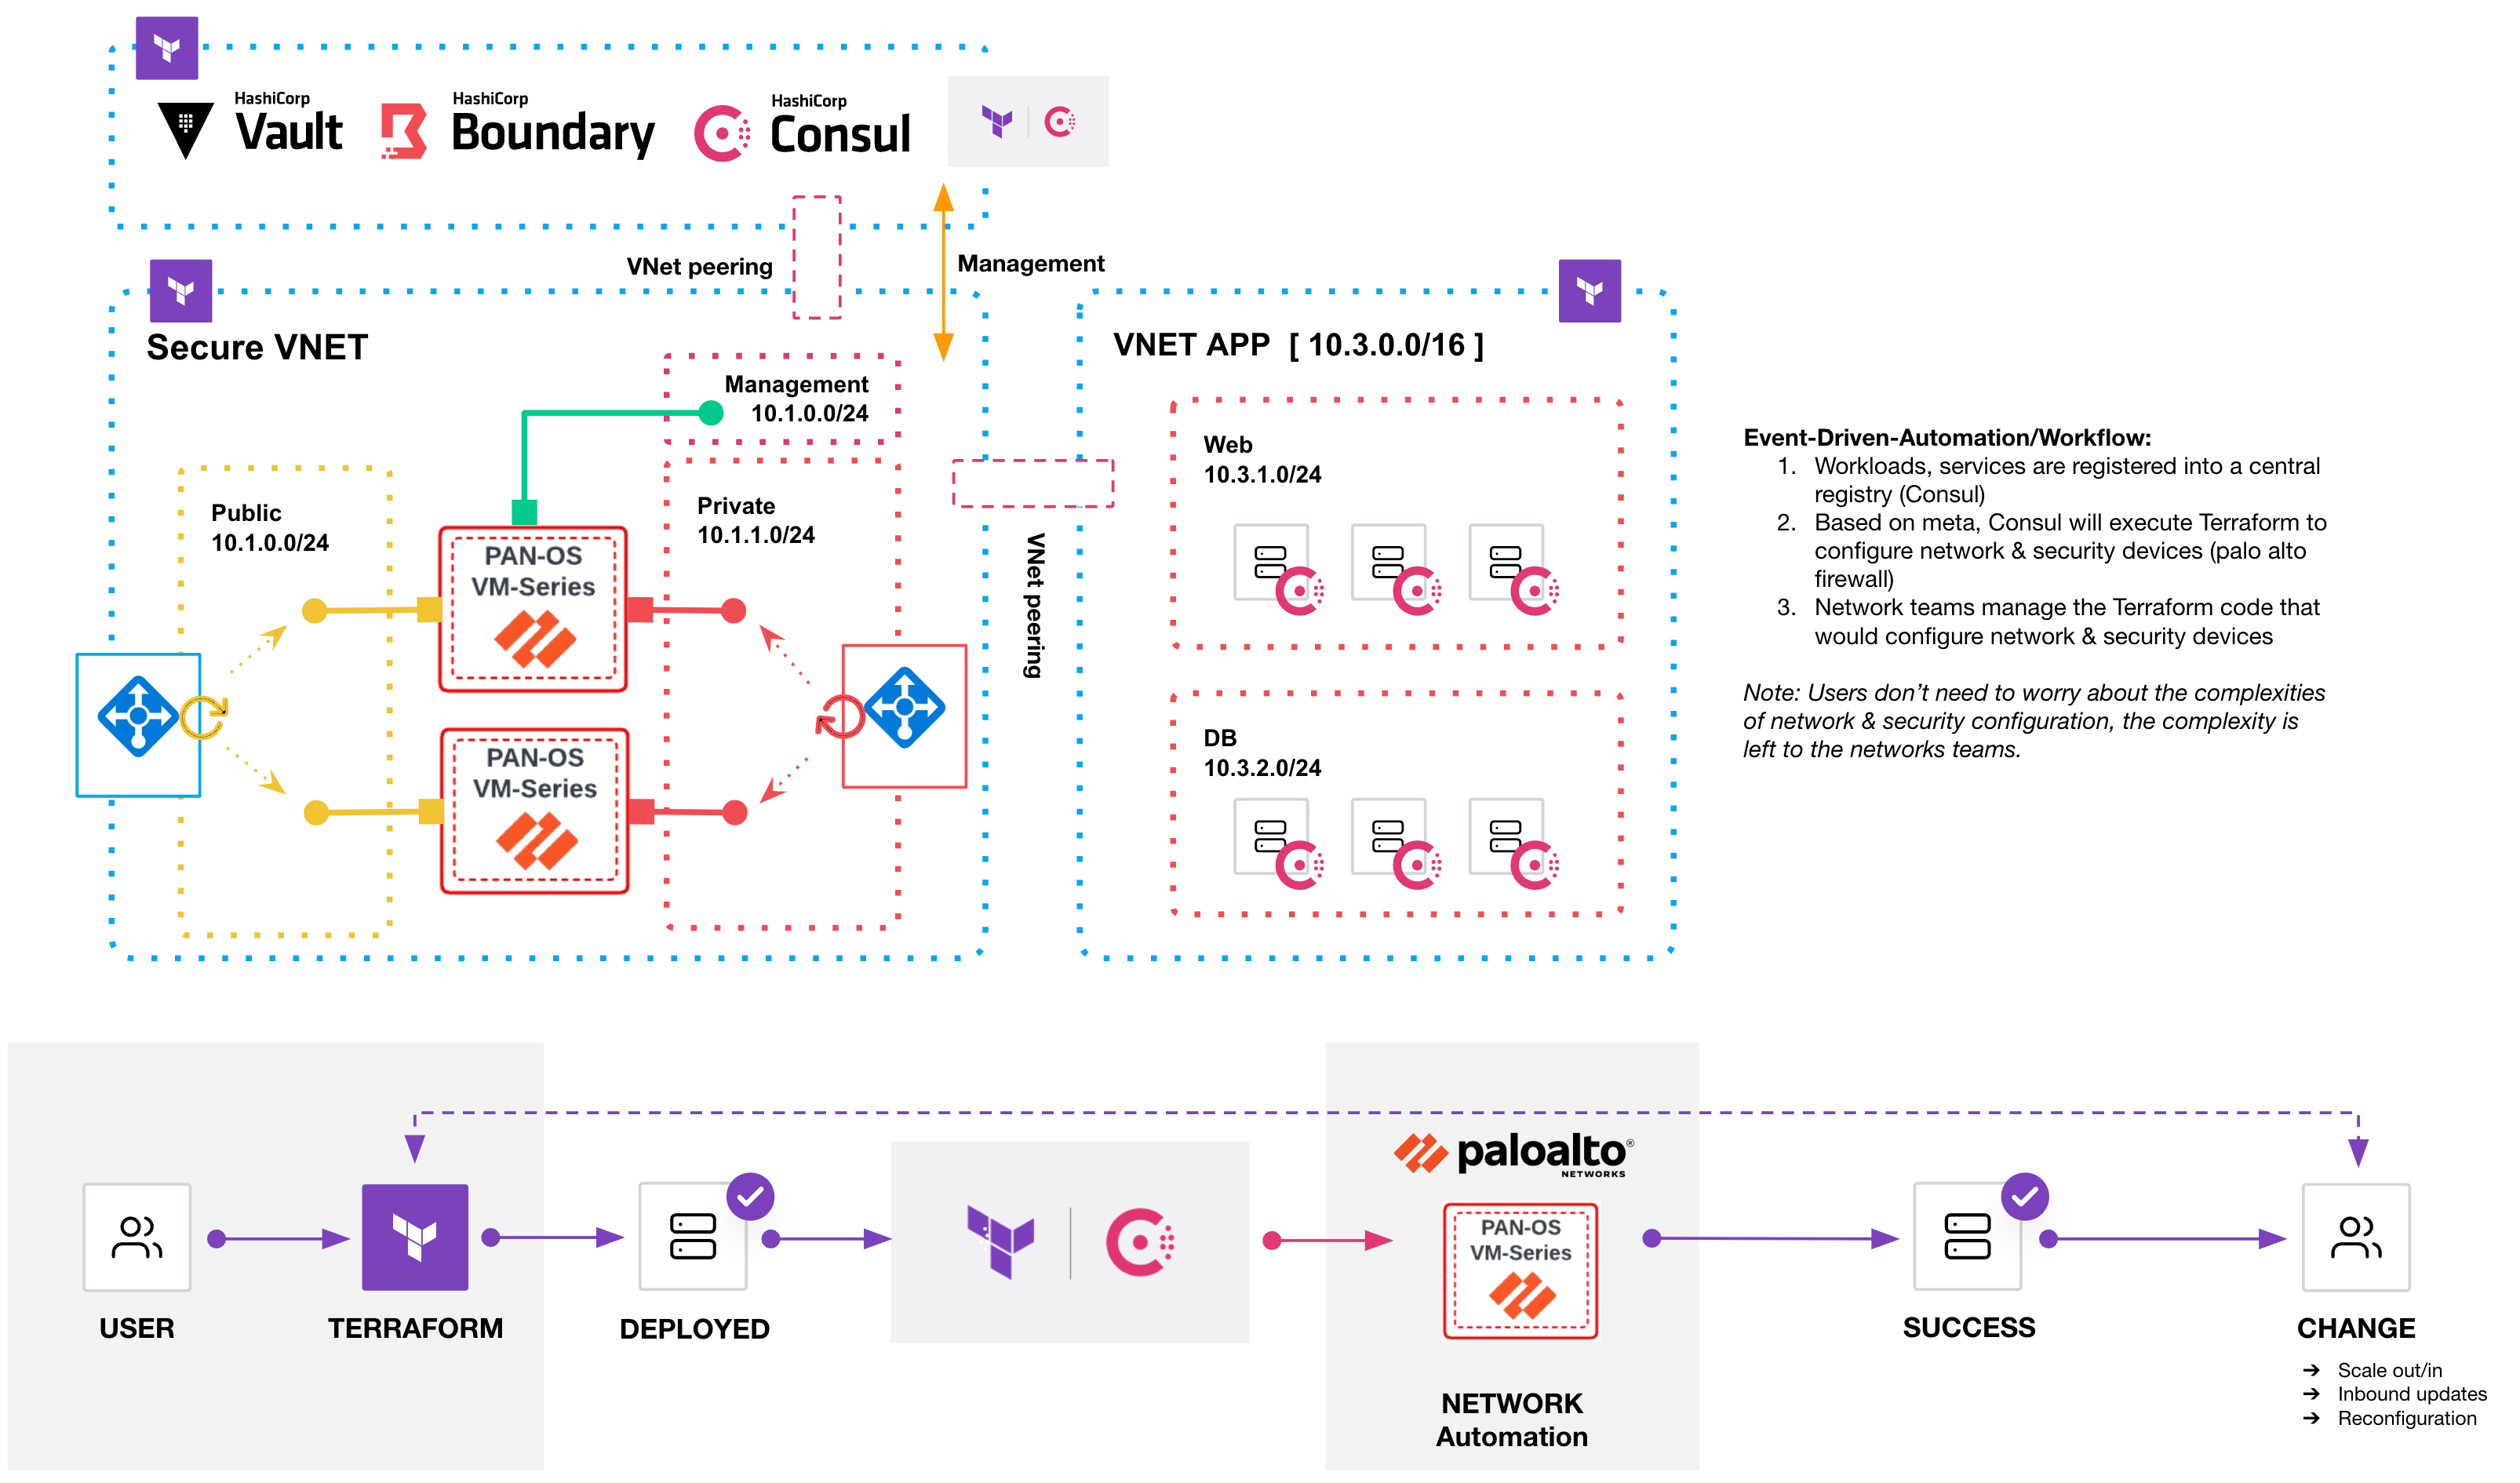 HashiCorp
Vault
HashiCorp
Boundary
HashiCorp
Consul
VNet peering
Management
Secure VNET
VNET APP [ 10.3.0.0/16 ]
Management
10.1.0.0/24
Public
10.1.0.0/24
PAN-OS
VM-Series
Private
10.1.1.0/24
PAN-OS
VM-Series
VNet peering
Web
10.3.1.0/24
DB
10.3.2.0/24
Event-Driven-Automation/Workflow:
1. Workloads, services are registered into a central
registry (Consul)
2. Based on meta, Consul will execute Terraform to
configure network & security devices (palo alto
firewall)
3. Network teams manage the Terraform code that
would configure network & security devices
Note: Users don’t need to worry about the complexities
of network & security configuration, the complexity is
left to the networks teams.
USER
TERRAFORM
DEPLOYED
paloalto®
NETWORKS
PAN-OS
VM-Series
NETWORK
Automation
SUCCESS
CHANGE
➔ Scale out/in
➔ Inbound updates
➔ Reconfiguration